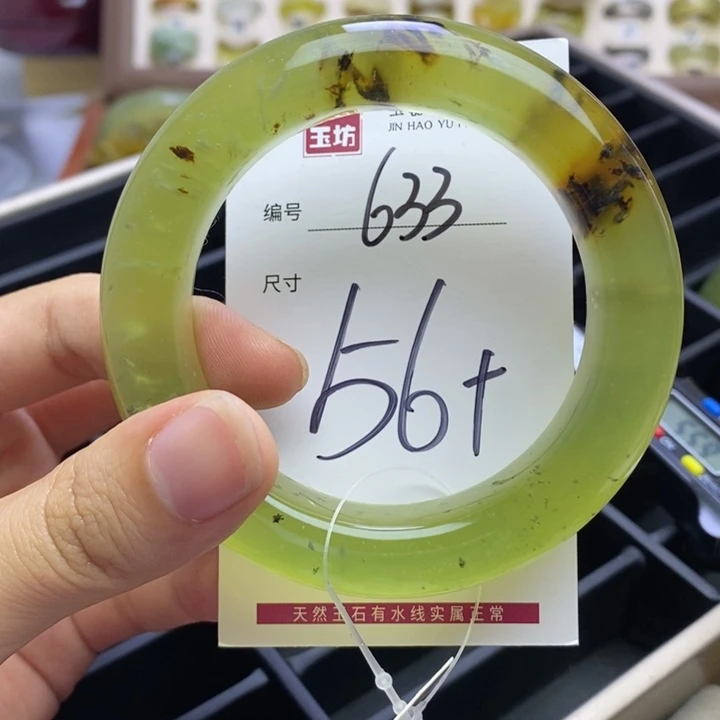 玉坊
JIN HAO YU
编号 633
尺寸
56+
天然玉石有水线实属正常